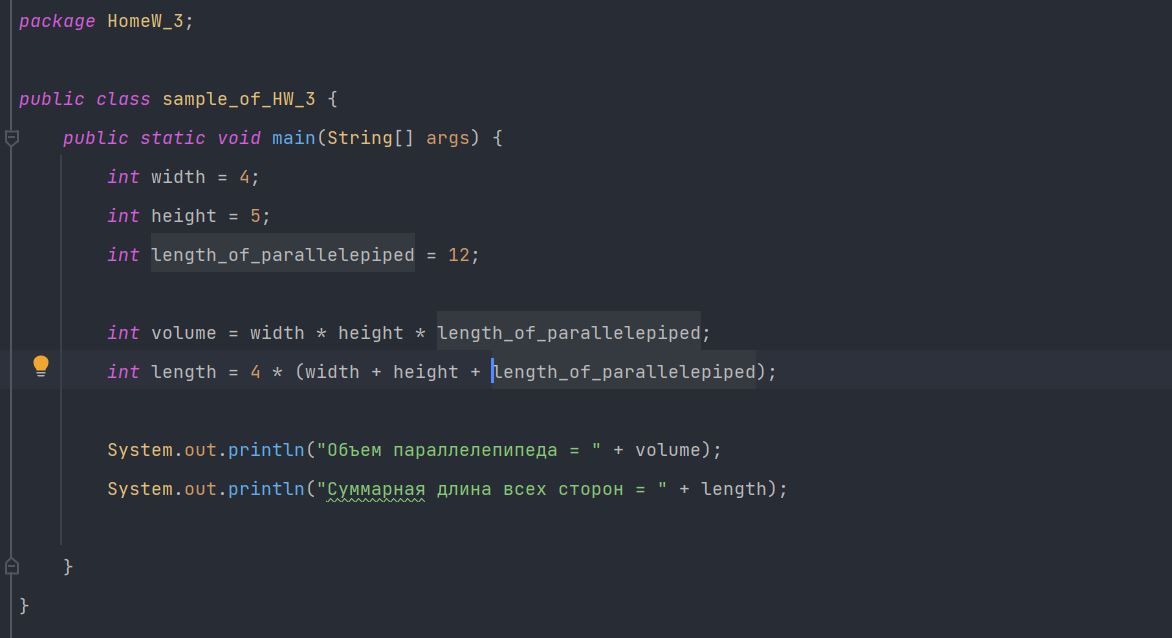 package HomeW_3;
public class sample_of_HW_3 {
public static void main(String[] args) {
int width = 4;
int height = 5;
int length_of_parallelepiped = 12;
int volume = width * height * length_of_parallelepiped;
int length = 4 * (width + height + length_of_parallelepiped);
System.out.println("Объем параллелепипеда = " + volume);
System.out.println("Суммарная длина всех сторон = " + length);
}
}